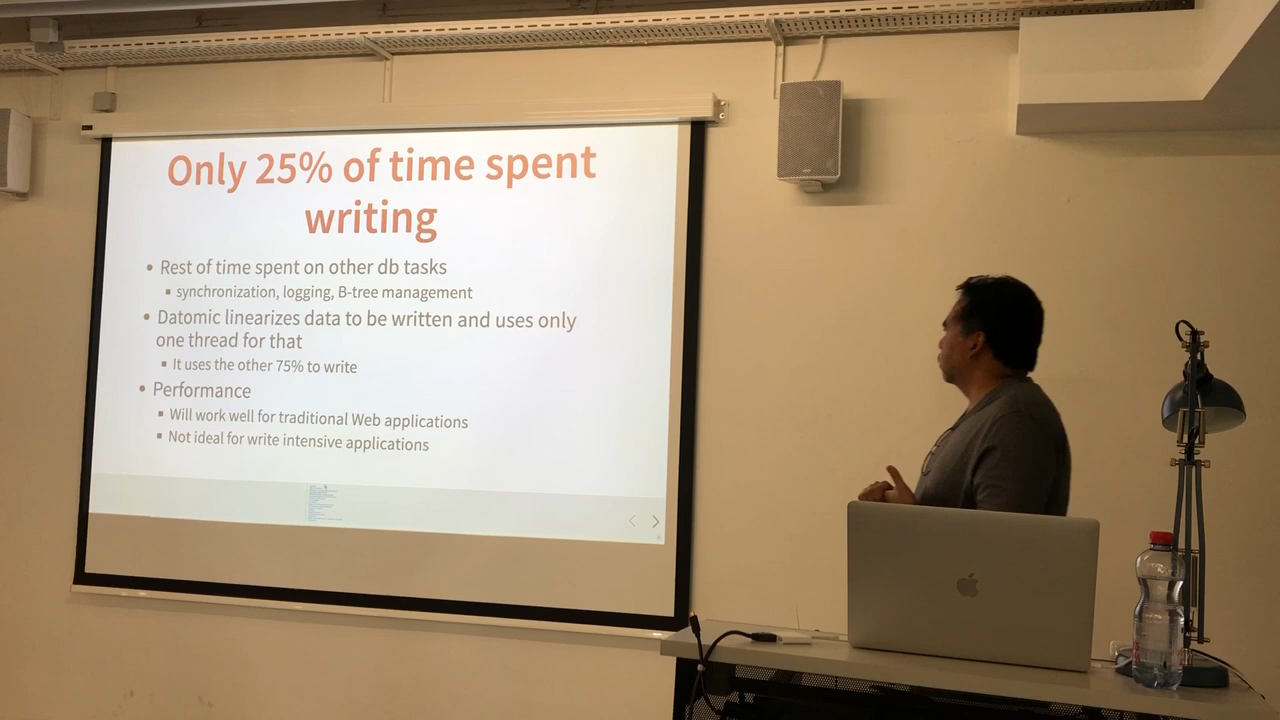 Only 25% of time spent
writing
• Rest of time spent on other db tasks
▪ synchronization, logging, B-tree management
• Datomic linearizes data to be written and uses only
one thread for that
▪ It uses the other 75% to write
• Performance
▪ Will work well for traditional Web applications
▪ Not ideal for write intensive applications